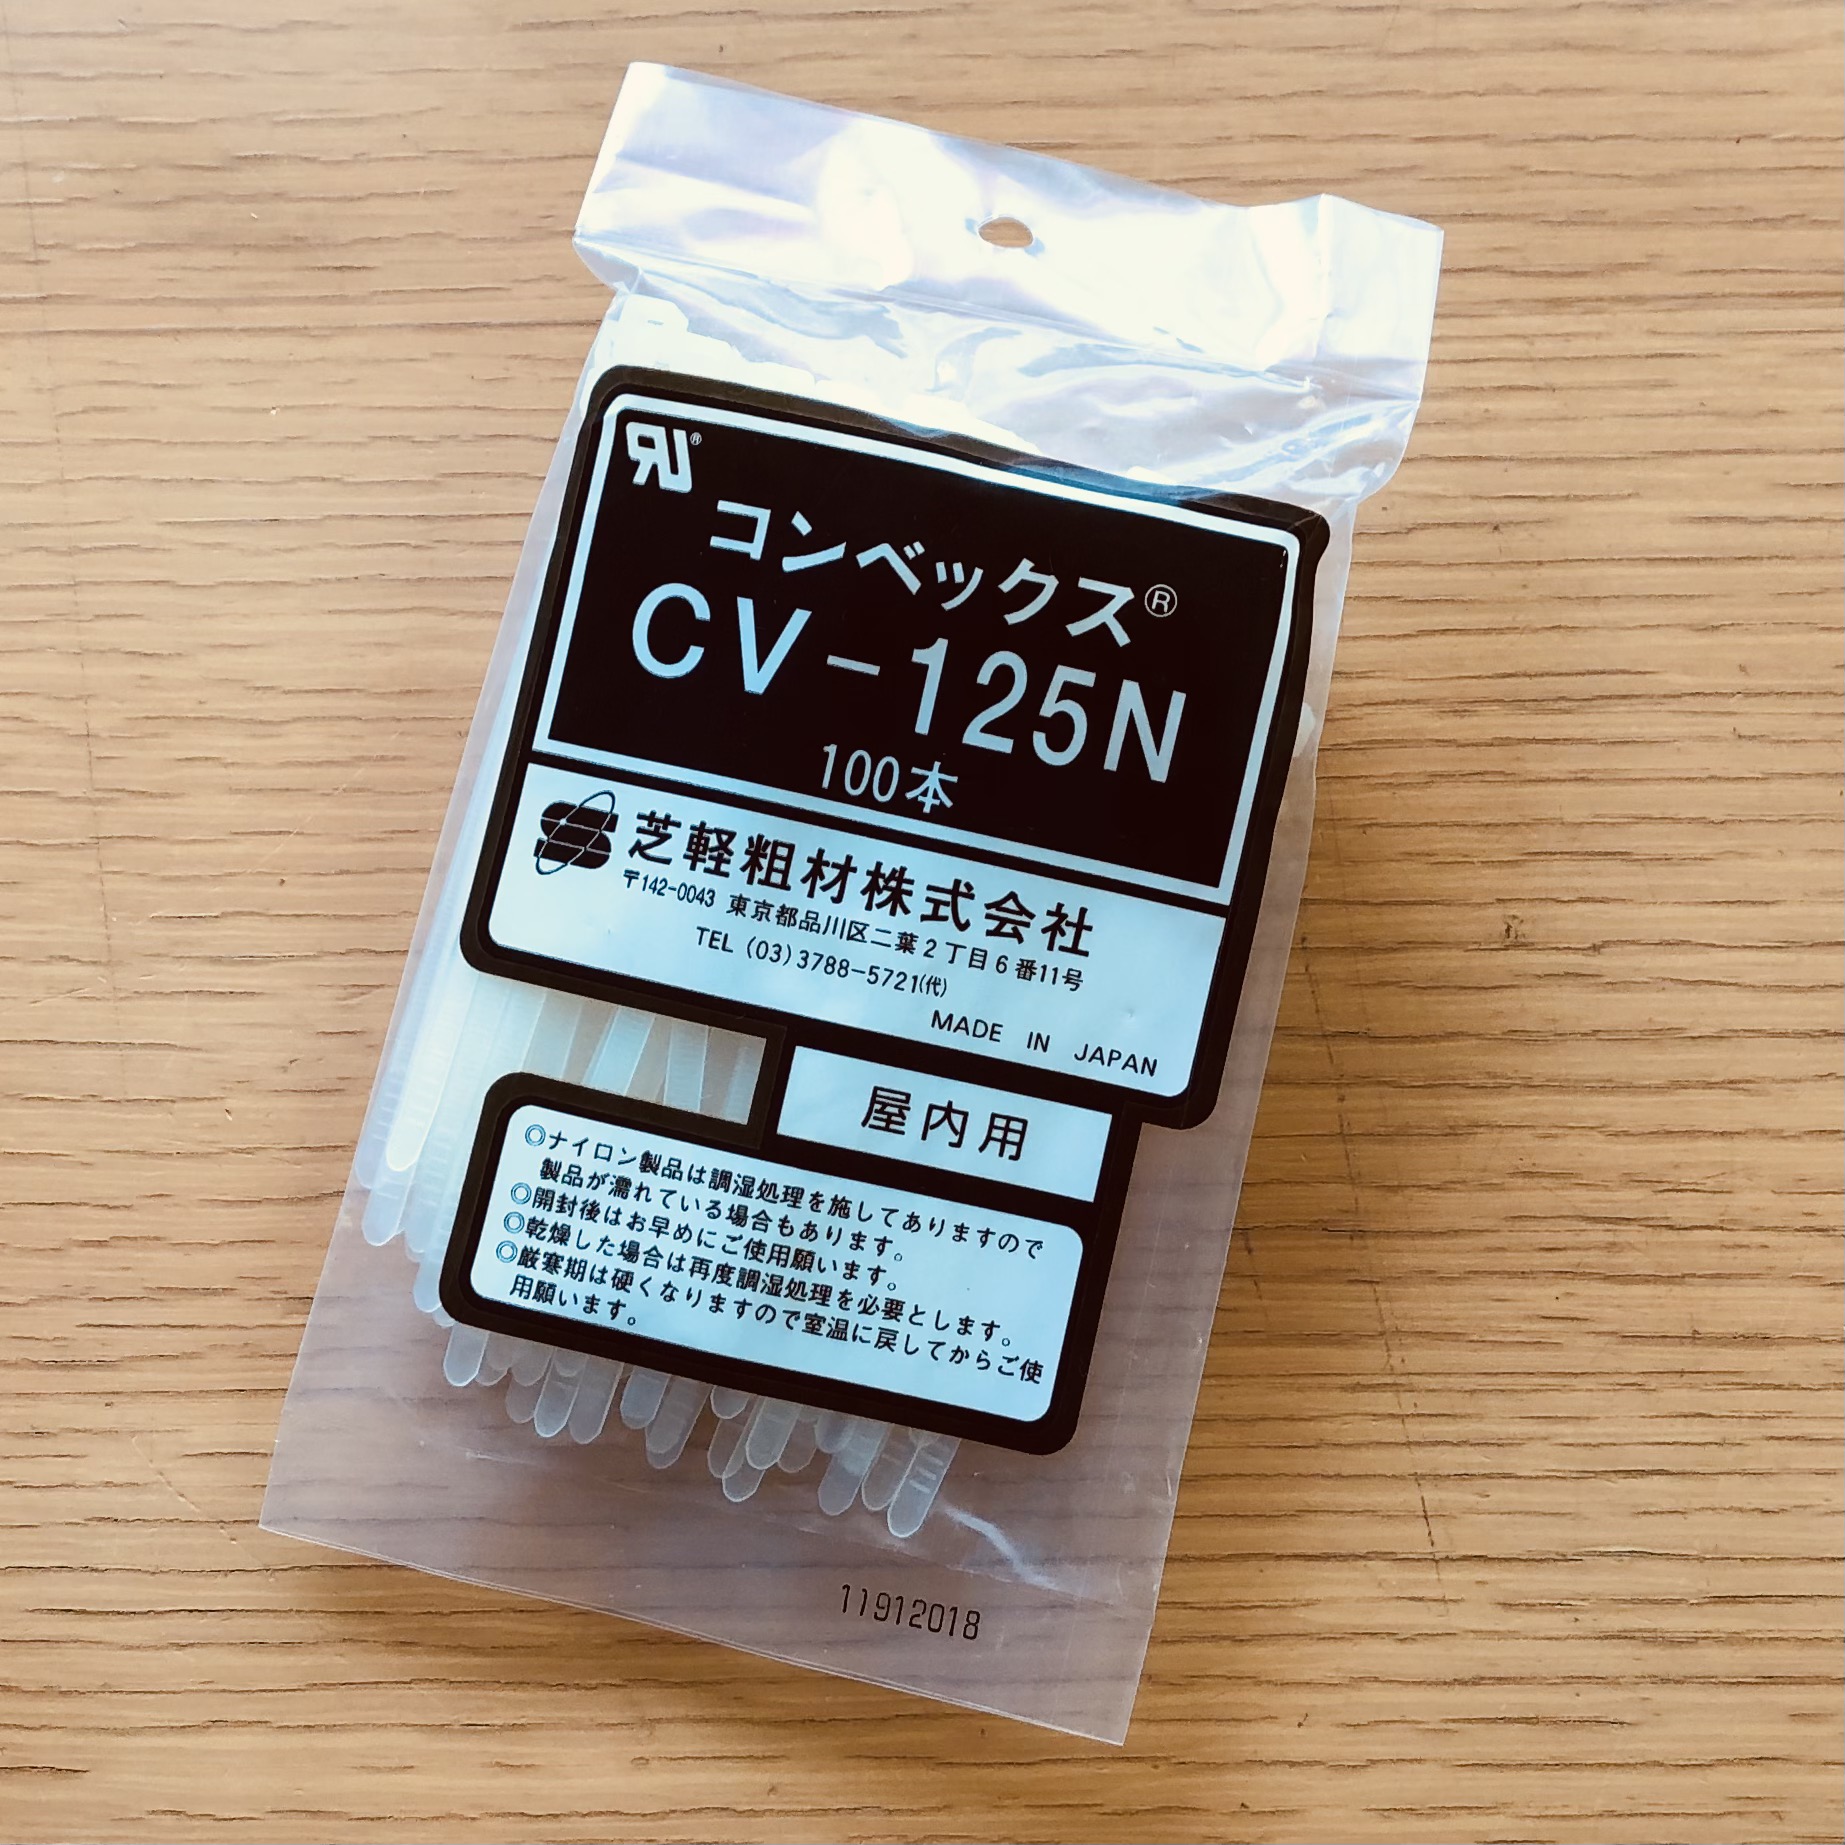 RU®
コンベックス®
CV-125N
100本
芝軽粗材株式会社
〒142-0043 東京都品川区二葉2丁目6番11号
TEL (03)3788-5721(代)
MADE IN JAPAN
屋内用
◎ナイロン製品は調湿処理を施してありますので
製品が濡れている場合もあります。
◎開封後はお早めにご使用願います。
◎乾燥した場合は再度調湿処理を必要とします。
◎厳寒期は硬くなりますので室温に戻してからご使
用願います。
11912018